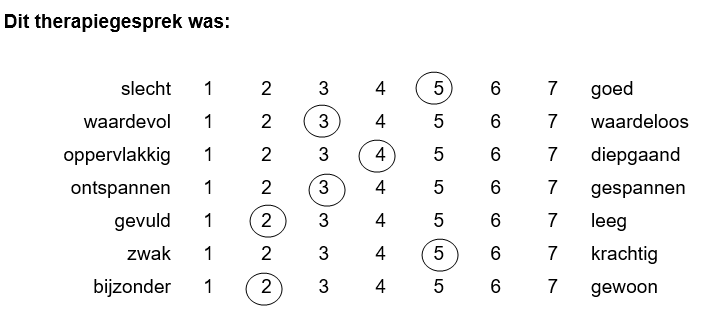 Dit therapiegesprek was:
slecht 1 2 3 4 5 6 7 goed
waardevol 1 2 3 4 5 6 7 waardeloos
oppervlakkig 1 2 3 4 5 6 7 diepgaand
ontspannen 1 2 3 4 5 6 7 gespannen
gevuld 1 2 3 4 5 6 7 leeg
zwak 1 2 3 4 5 6 7 krachtig
bijzonder 1 2 3 4 5 6 7 gewoon